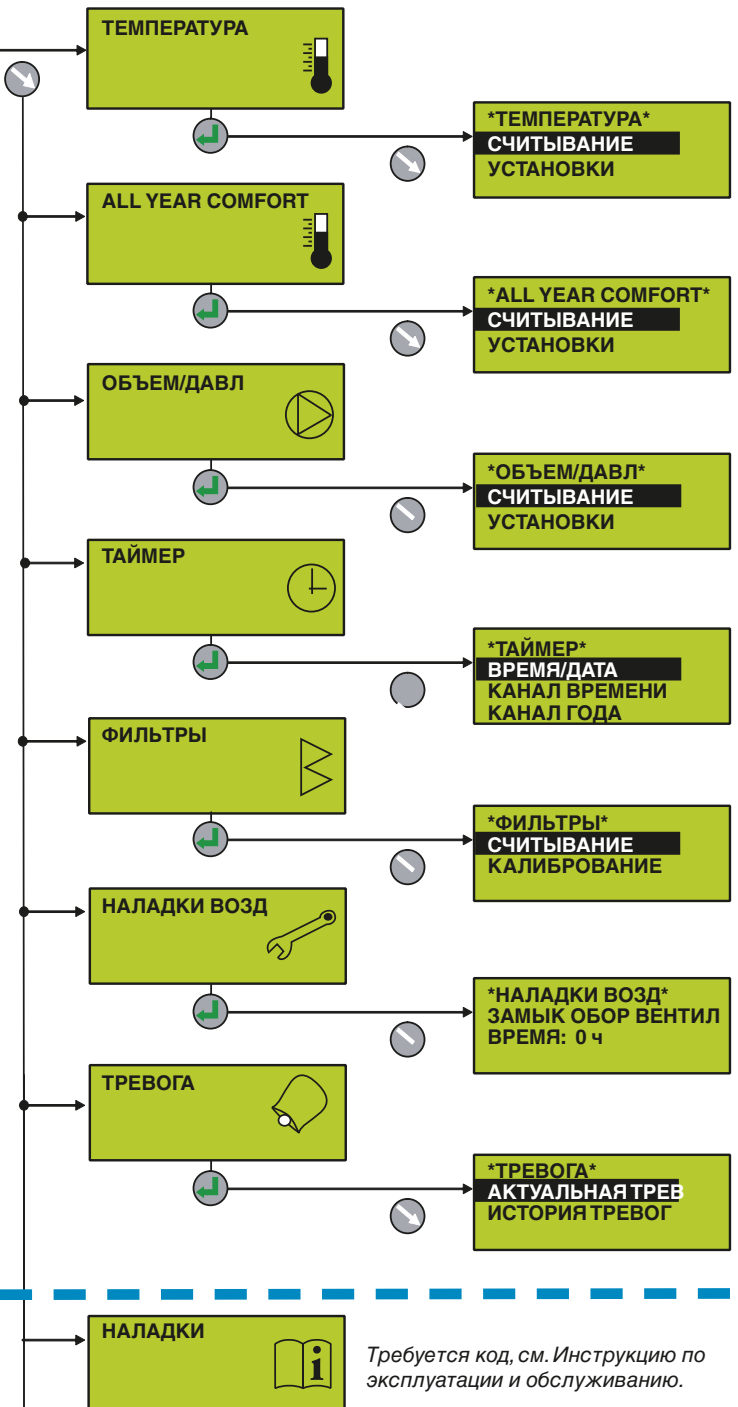 ТЕМПЕРАТУРА
*ТЕМПЕРАТУРА*
СЧИТЫВАНИЕ
УСТАНОВКИ
ALL YEAR COMFORT
*ALL YEAR COMFORT*
СЧИТЫВАНИЕ
УСТАНОВКИ
ОБЪЕМ/ДАВЛ
*ОБЪЕМ/ДАВЛ*
СЧИТЫВАНИЕ
УСТАНОВКИ
ТАЙМЕР
*ТАЙМЕР*
ВРЕМЯ/ДАТА
КАНАЛ ВРЕМЕНИ
КАНАЛ ГОДА
ФИЛЬТРЫ
*ФИЛЬТРЫ*
СЧИТЫВАНИЕ
КАЛИБРОВАНИЕ
НАЛАДКИ ВОЗД
*НАЛАДКИ ВОЗД*
ЗАМЫК ОБОР ВЕНТИЛ
ВРЕМЯ: 0 ч
ТРЕВОГА
*ТРЕВОГА*
АКТУАЛЬНАЯ ТРЕВ
ИСТОРИЯ ТРЕВОГ
НАЛАДКИ
i
Требуется код, см. Инструкцию по
эксплуатации и обслуживанию.